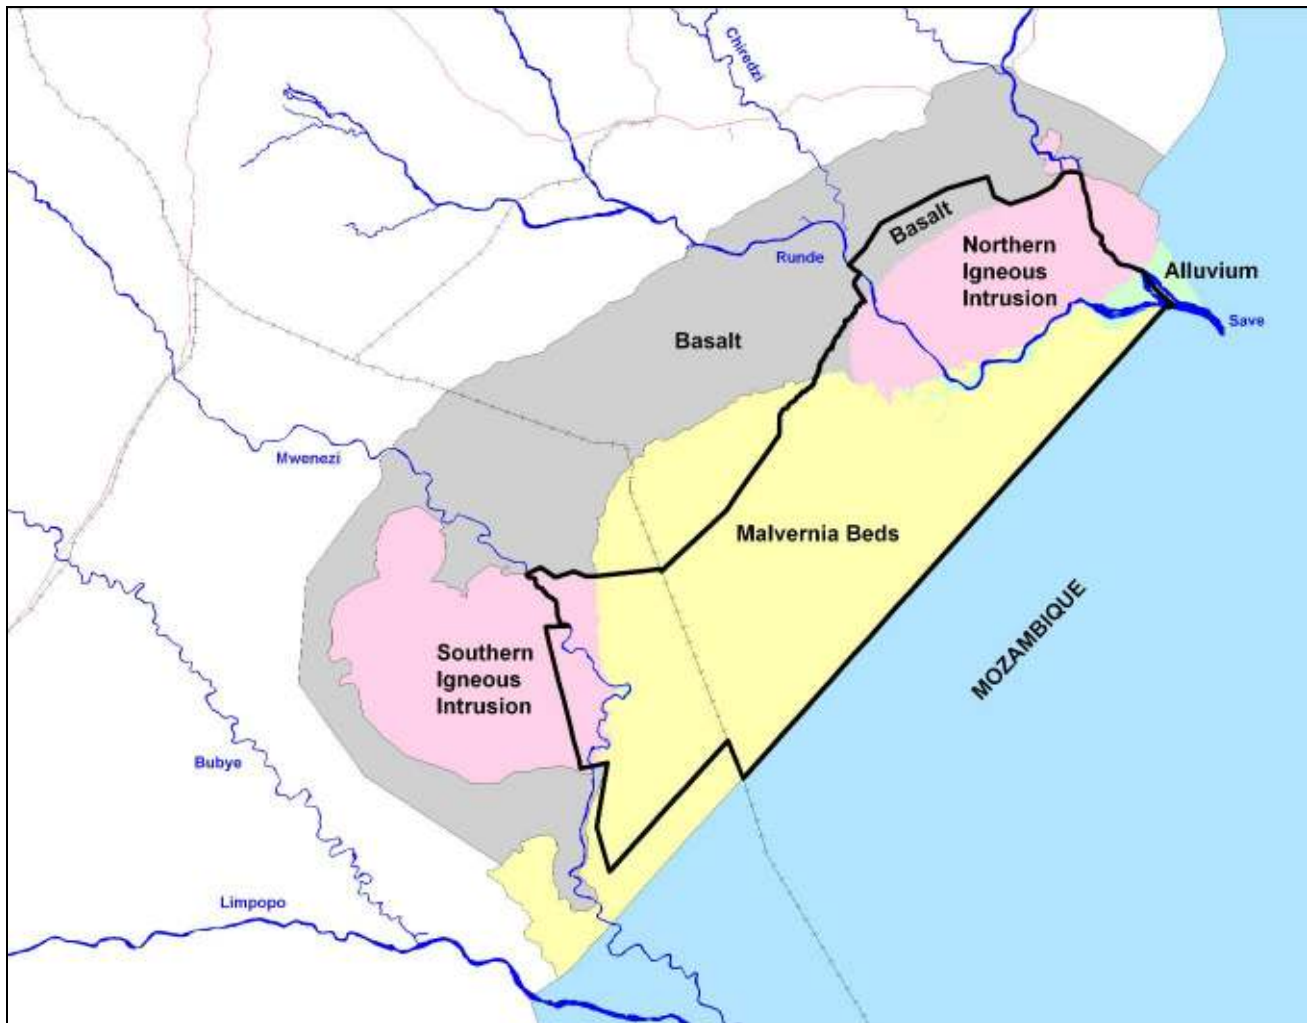 Chiredzi
Basalt
Northern
Igneous
Intrusion
Runde
Alluvium
Save
Basalt
Mwenezi
Malvernia Beds
MOZAMBIQUE
Southern
Igneous
Intrusion
Bubye
Limpopo